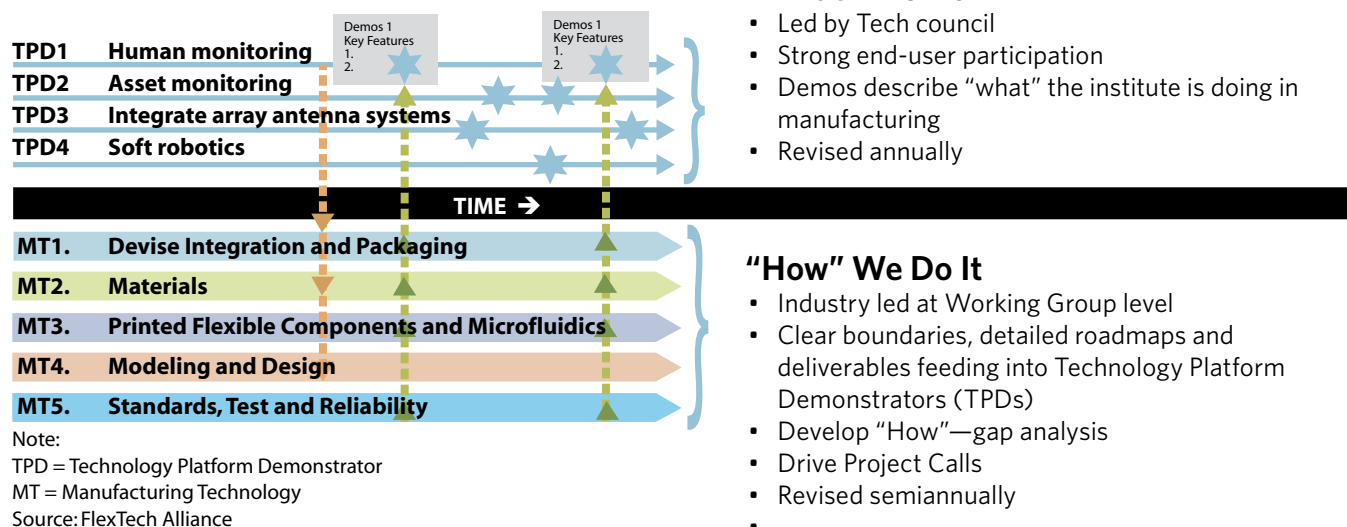 Demos 1
Key Features
1.
2.
Demos 1
Key Features
1.
2.
TPD1 Human monitoring
TPD2 Asset monitoring
TPD3 Integrate array antenna systems
TPD4 Soft robotics
• Led by Tech council
• Strong end-user participation
• Demos describe “what” the institute is doing in
manufacturing
• Revised annually
TIME →
MT1. Devise Integration and Packaging
MT2. Materials
MT3. Printed Flexible Components and Microfluidics
MT4. Modeling and Design
MT5. Standards, Test and Reliability
“How” We Do It
• Industry led at Working Group level
• Clear boundaries, detailed roadmaps and
deliverables feeding into Technology Platform
Demonstrators (TPDs)
• Develop “How”—gap analysis
• Drive Project Calls
• Revised semiannually
Note:
TPD = Technology Platform Demonstrator
MT = Manufacturing Technology
Source: FlexTech Alliance